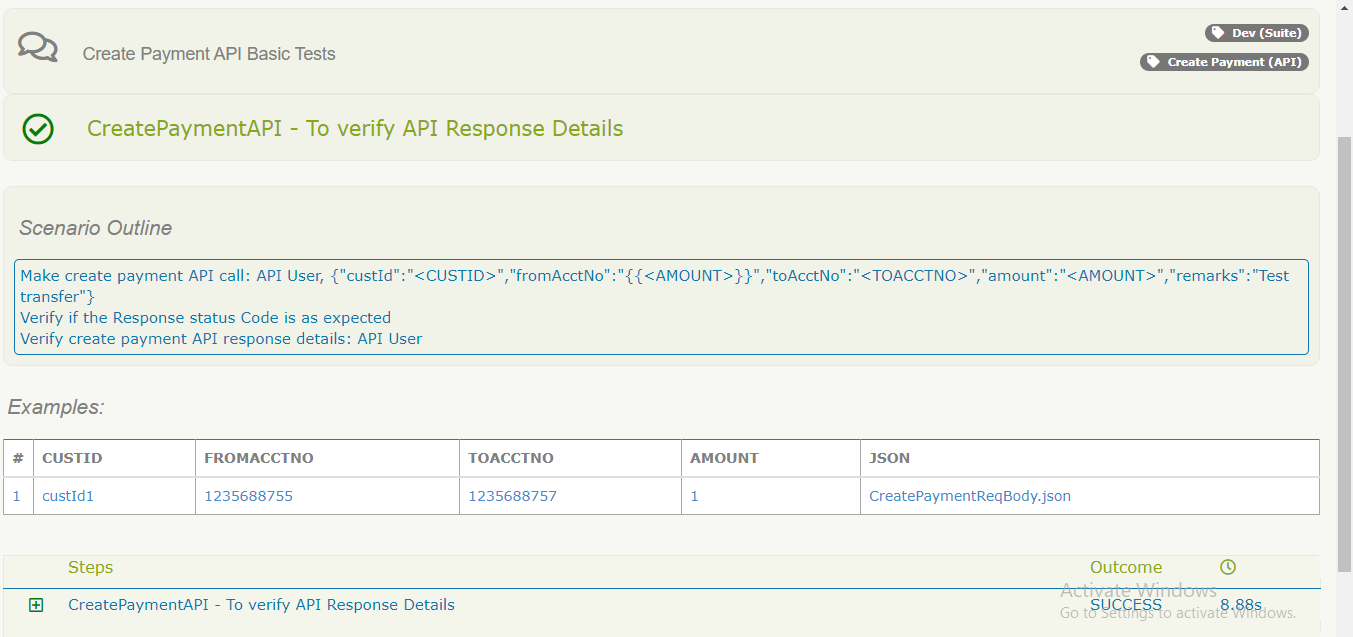 Create Payment API Basic Tests
Dev (Suite)
Create Payment (API)
CreatePaymentAPI - To verify API Response Details
Scenario Outline
Make create payment API call: API User, {"custId":"<CUSTID>","fromAcctNo":"{{<AMOUNT>}}","toAcctNo":"<TOACCTNO>","amount":"<AMOUNT>","remarks":"Test
transfer"}
Verify if the Response status Code is as expected
Verify create payment API response details: API User
Examples:
# CUSTID FROMACCTNO TOACCTNO AMOUNT JSON
1 custId1 1235688755 1235688757 1 CreatePaymentReqBody.json
Steps Outcome
Activate Windows
CreatePaymentAPI - To verify API Response Details SUCCESS 8.88s
Go to Settings to activate Windows.